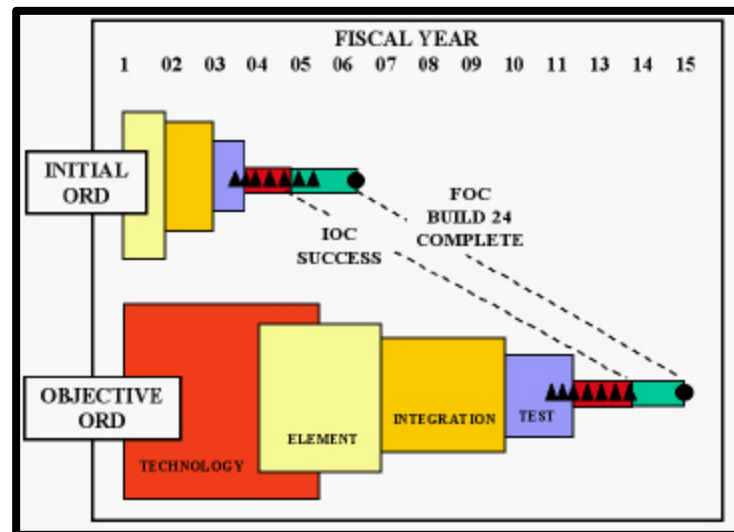 FISCAL YEAR
1 02 03 04 05 06 07 08 09 10 11 13 14 15
INITIAL
ORD
FOC
BUILD 24
COMPLETE
IOC
SUCCESS
OBJECTIVE
ORD
TECHNOLOGY
ELEMENT
INTEGRATION
TEST